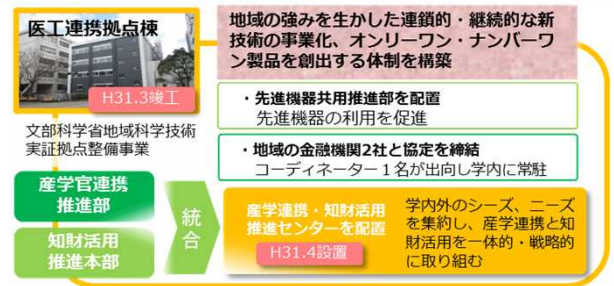 医工連携拠点棟
H31.3竣工
文部科学省地域科学技術
実証拠点整備事業
産学官連携
推進部
知財活用
推進本部
統
合
地域の強みを生かした連鎖的・継続的な新
技術の事業化、オンリーワン・ナンバーワ
ン製品を創出する体制を構築
・先進機器共用推進部を配置
先進機器の利用を促進
・地域の金融機関2社と協定を締結
コーディネーター１名が出向し学内に常駐
産学連携・知財活用
推進センターを配置
H31.4設置
学内外のシーズ、ニーズ
を集約し、産学連携と知
財活用を一体的・戦略的
に取り組む